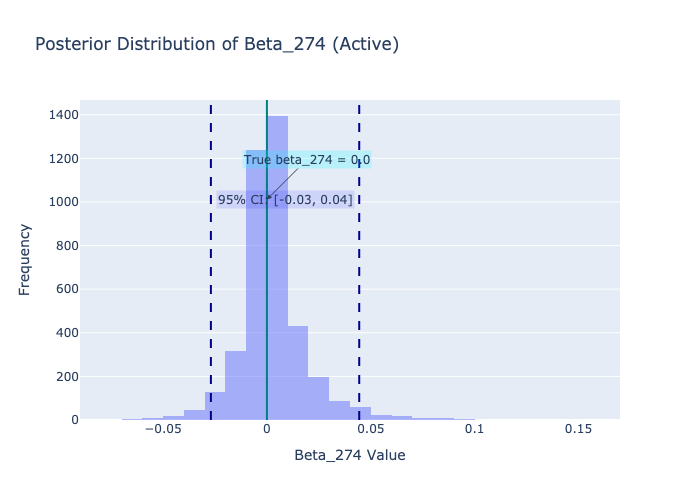 Posterior Distribution of Beta_274 (Active)
1400
1200
1000
800
600
400
200
0
Frequency
True beta_274 = 0.0
95% CI: [-0.03, 0.04]
−0.05
0
0.05
0.1
0.15
Beta_274 Value